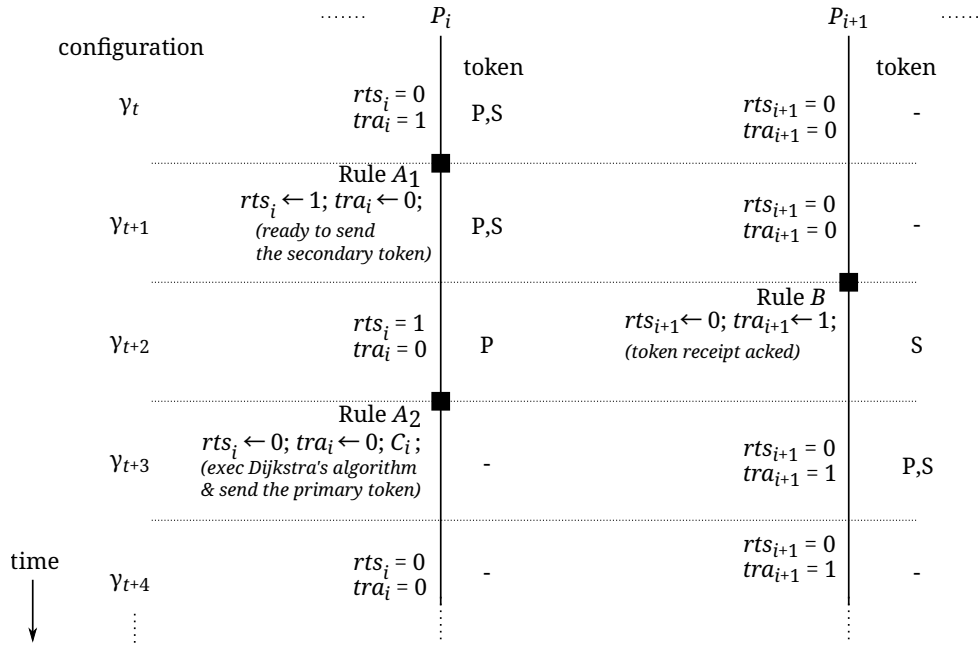 ....... P_i P_{i+1} ......
configuration
token token
γ_t
rts_i = 0
tra_i = 1
P,S
rts_{i+1} = 0
tra_{i+1} = 0
-
Rule A_1
rts_i ← 1; tra_i ← 0;
(ready to send
the secondary token)
γ_{t+1}
P,S
rts_{i+1} = 0
tra_{i+1} = 0
-
γ_{t+2}
rts_i = 1
tra_i = 0
P
Rule B
rts_{i+1} ← 0; tra_{i+1} ← 1;
(token receipt acked)
S
Rule A_2
rts_i ← 0; tra_i ← 0; C_i ;
(exec Dijkstra's algorithm
& send the primary token)
γ_{t+3}
-
rts_{i+1} = 0
tra_{i+1} = 1
P,S
time
γ_{t+4}
rts_i = 0
tra_i = 0
-
rts_{i+1} = 0
tra_{i+1} = 1
-